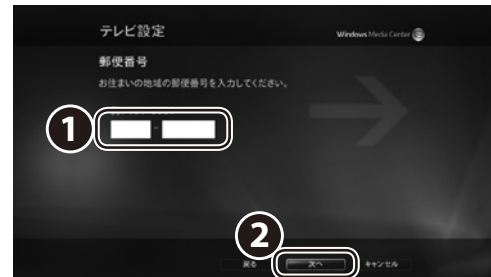 テレビ設定
Windows Media Center
郵便番号
お住まいの地域の郵便番号を入力してください。
1
-
2
戻る
次へ
キャンセル